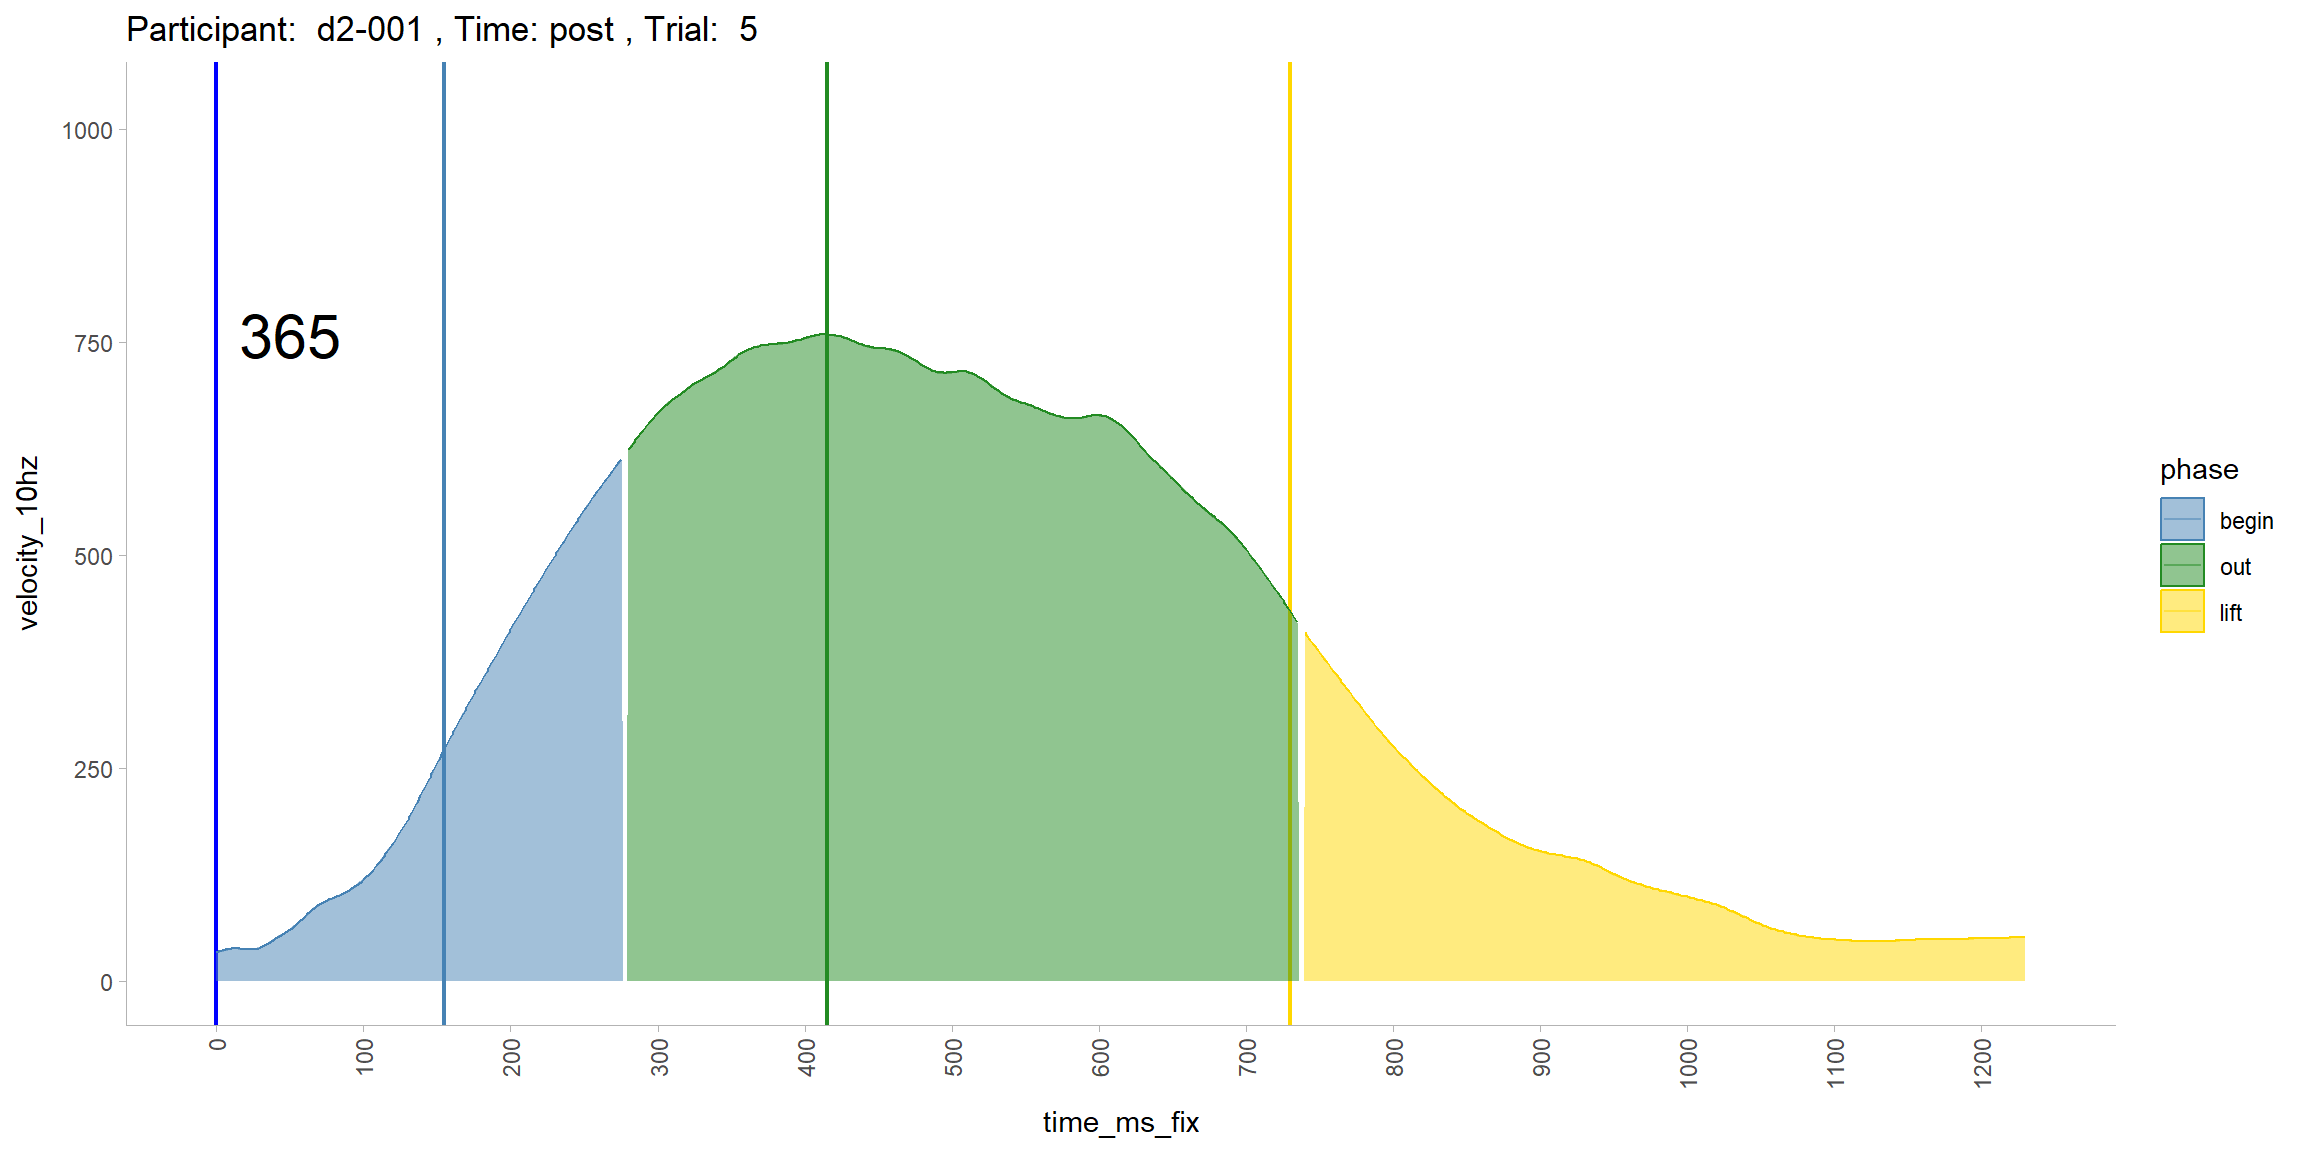 Participant:  d2-001 , Time: post , Trial:  5
1000
750
500
250
0
velocity_10hz
365
0
100
200
300
400
500
600
700
800
900
1000
1100
1200
time_ms_fix
phase
begin
out
lift